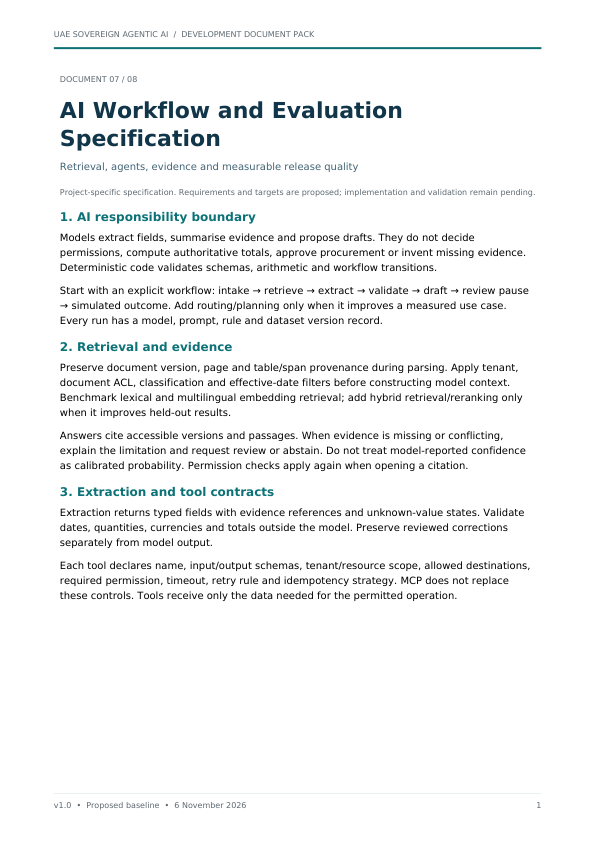 UAE SOVEREIGN AGENTIC AI / DEVELOPMENT DOCUMENT PACK
DOCUMENT 07 / 08
AI Workflow and Evaluation
Specification
Retrieval, agents, evidence and measurable release quality
Project-specific specification. Requirements and targets are proposed; implementation and validation remain pending.
1. AI responsibility boundary
Models extract fields, summarise evidence and propose drafts. They do not decide
permissions, compute authoritative totals, approve procurement or invent missing evidence.
Deterministic code validates schemas, arithmetic and workflow transitions.
Start with an explicit workflow: intake → retrieve → extract → validate → draft → review pause
→ simulated outcome. Add routing/planning only when it improves a measured use case.
Every run has a model, prompt, rule and dataset version record.
2. Retrieval and evidence
Preserve document version, page and table/span provenance during parsing. Apply tenant,
document ACL, classification and effective-date filters before constructing model context.
Benchmark lexical and multilingual embedding retrieval; add hybrid retrieval/reranking only
when it improves held-out results.
Answers cite accessible versions and passages. When evidence is missing or conflicting,
explain the limitation and request review or abstain. Do not treat model-reported confidence
as calibrated probability. Permission checks apply again when opening a citation.
3. Extraction and tool contracts
Extraction returns typed fields with evidence references and unknown-value states. Validate
dates, quantities, currencies and totals outside the model. Preserve reviewed corrections
separately from model output.
Each tool declares name, input/output schemas, tenant/resource scope, allowed destinations,
required permission, timeout, retry rule and idempotency strategy. MCP does not replace
these controls. Tools receive only the data needed for the permitted operation.
v1.0 • Proposed baseline • 6 November 2026
1